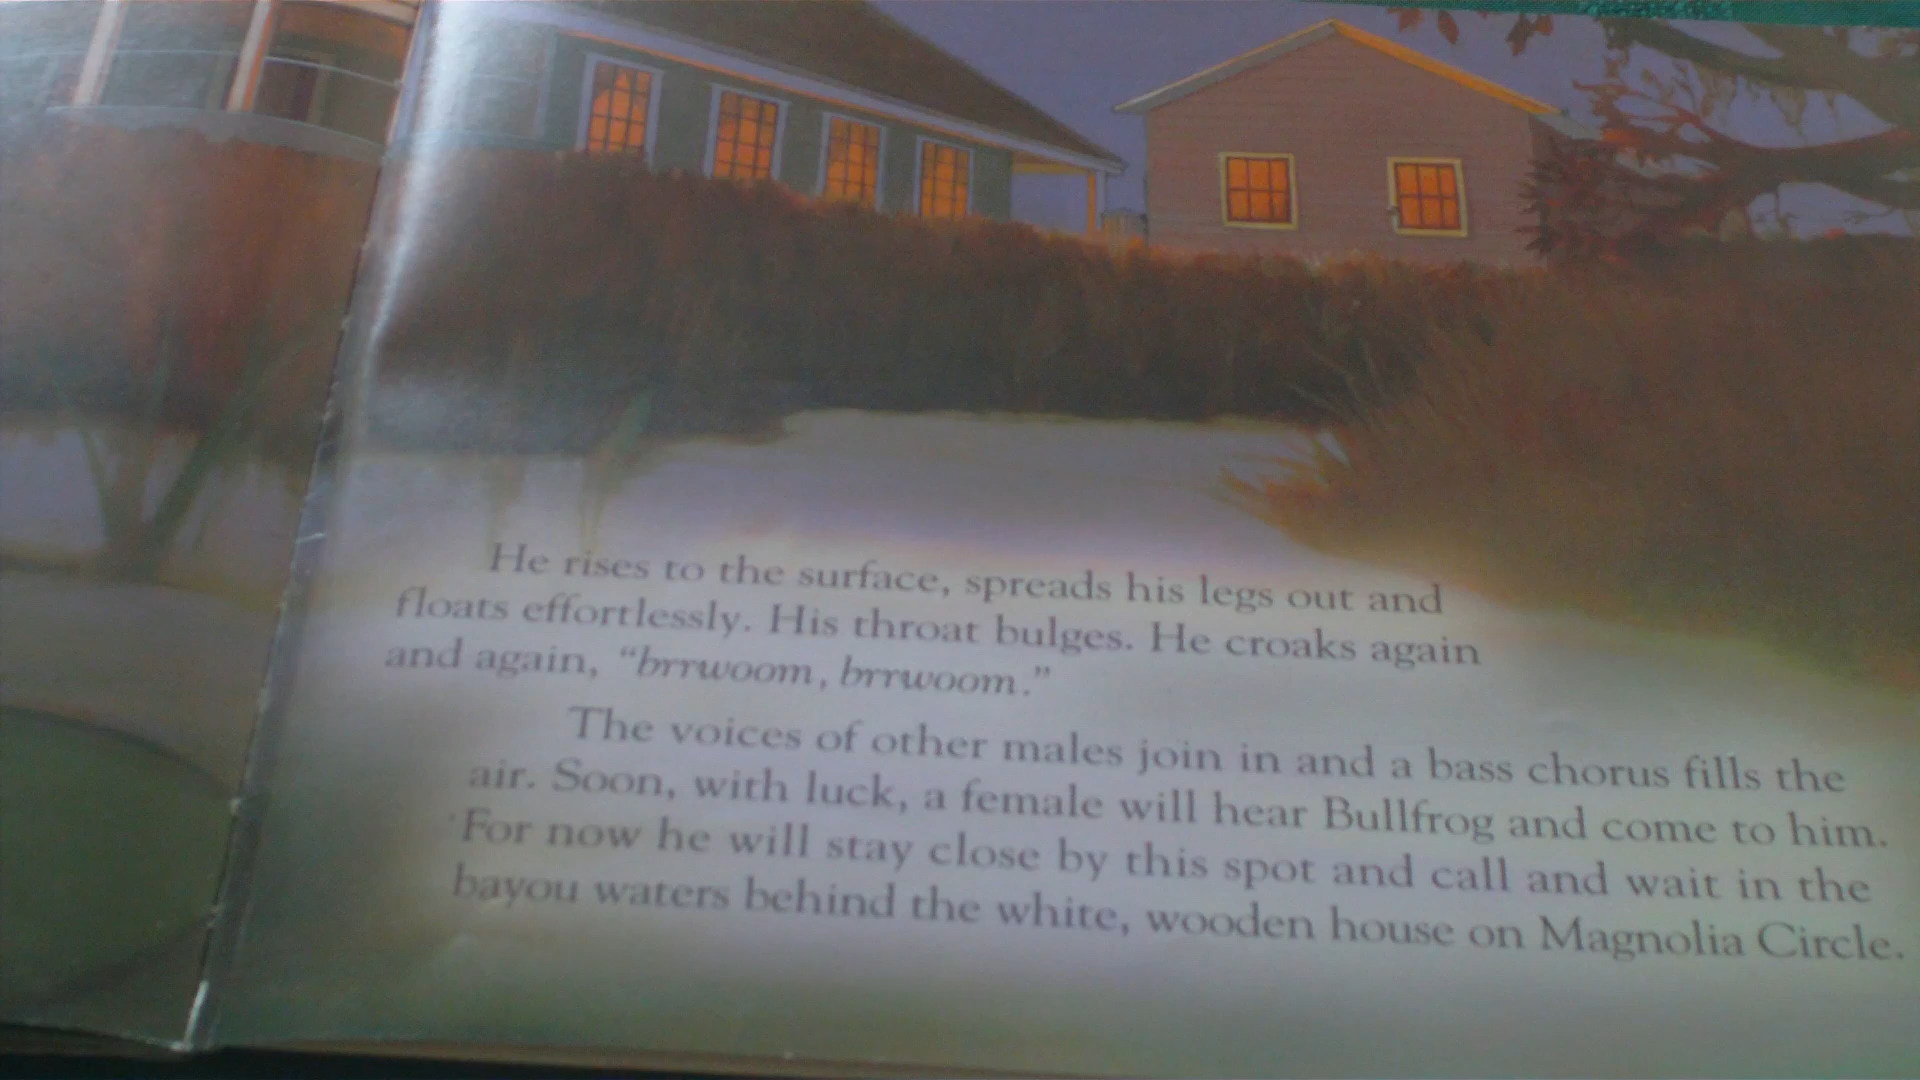 He rises to the surface, spreads his legs out and
floats effortlessly. His throat bulges. He croaks again
and again, “brrwoom, brrwoom.”
The voices of other males join in and a bass chorus fills the
air. Soon, with luck, a female will hear Bullfrog and come to him.
For now he will stay close by this spot and call and wait in the
bayou waters behind the white, wooden house on Magnolia Circle.